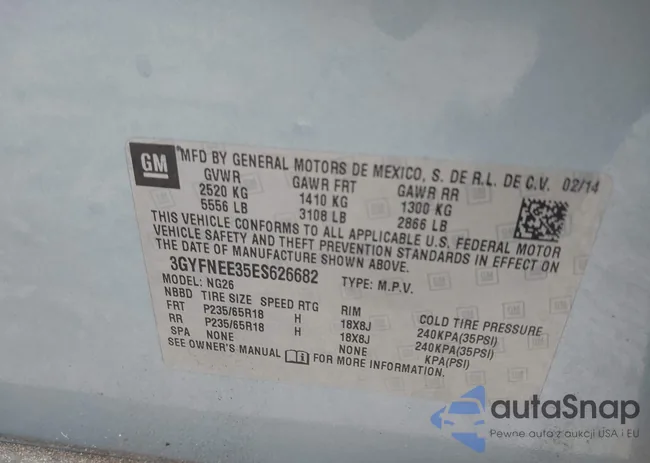 GM
MFD BY GENERAL MOTORS DE MEXICO, S. DE R.L. DE C.V. 02/14
GVWR GAWR FRT GAWR RR
2520 KG 1410 KG 1300 KG
5556 LB 3108 LB 2866 LB
THIS VEHICLE CONFORMS TO ALL APPLICABLE U.S. FEDERAL MOTOR
VEHICLE SAFETY AND THEFT PREVENTION STANDARDS IN EFFECT ON
THE DATE OF MANUFACTURE SHOWN ABOVE.
3GYFNEE35ES626682 TYPE: M.P.V.
MODEL: NG26
NBBD TIRE SIZE SPEED RTG RIM COLD TIRE PRESSURE
FRT P235/65R18 H 18X8J 240KPA(35PSI)
RR P235/65R18 H 18X8J 240KPA(35PSI)
SPA NONE NONE KPA(PSI)
SEE OWNER'S MANUAL FOR MORE INFORMATION.
autaSnap
Pewne auta z aukcji USA i EU